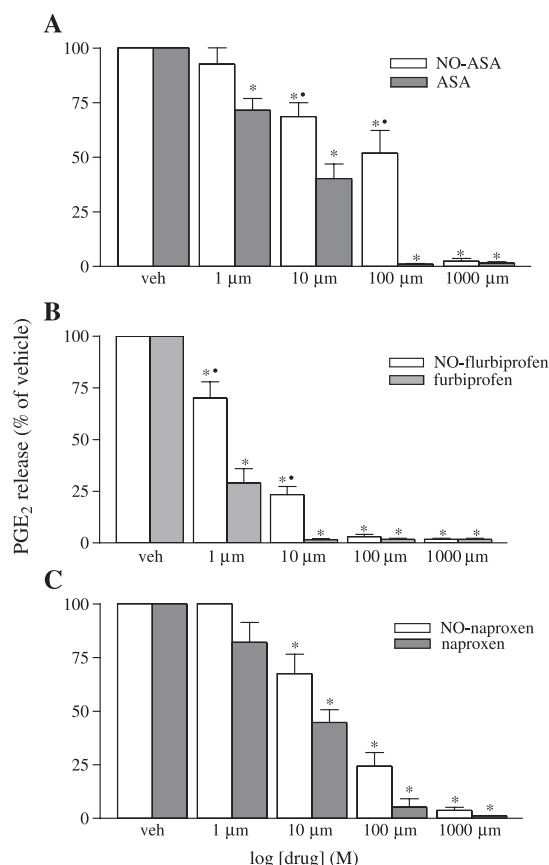 A
100
75
50
25
0
NO-ASA
ASA
*
*•
*
*•
*
*
*
veh
1 µm
10 µm
100 µm
1000 µm
B
100
75
50
25
0
NO-flurbiprofen
furbiprofen
*•
*
*•
*
*
*
*
*
veh
1 µm
10 µm
100 µm
1000 µm
PGE2 release (% of vehicle)
C
100
75
50
25
0
NO-naproxen
naproxen
*
*
*
*
*
*
veh
1 µm
10 µm
100 µm
1000 µm
log [drug] (M)